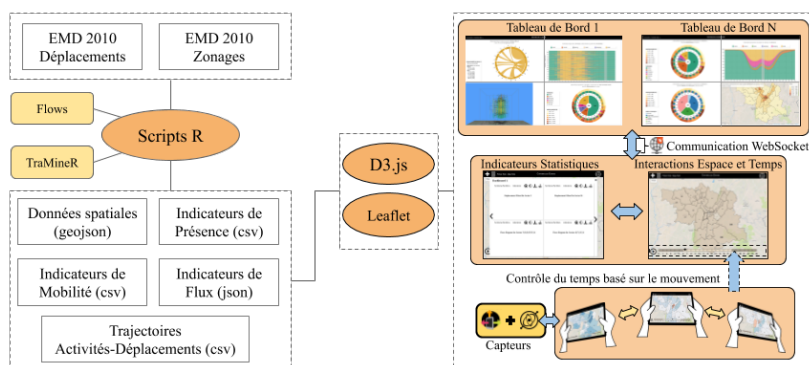 EMD 2010
Déplacements
EMD 2010
Zonages
Flows
TraMineR
Scripts R
Données spatiales
(geojson)
Indicateurs de
Présence (csv)
Indicateurs de
Mobilité (csv)
Indicateurs de
Flux (json)
Trajectoires
Activités-Déplacements (csv)
D3.js
Leaflet
Tableau de Bord 1
Tableau de Bord N
Communication WebSocket
Indicateurs Statistiques
Interactions Espace et Temps
Contrôle du temps basé sur le mouvement
Capteurs